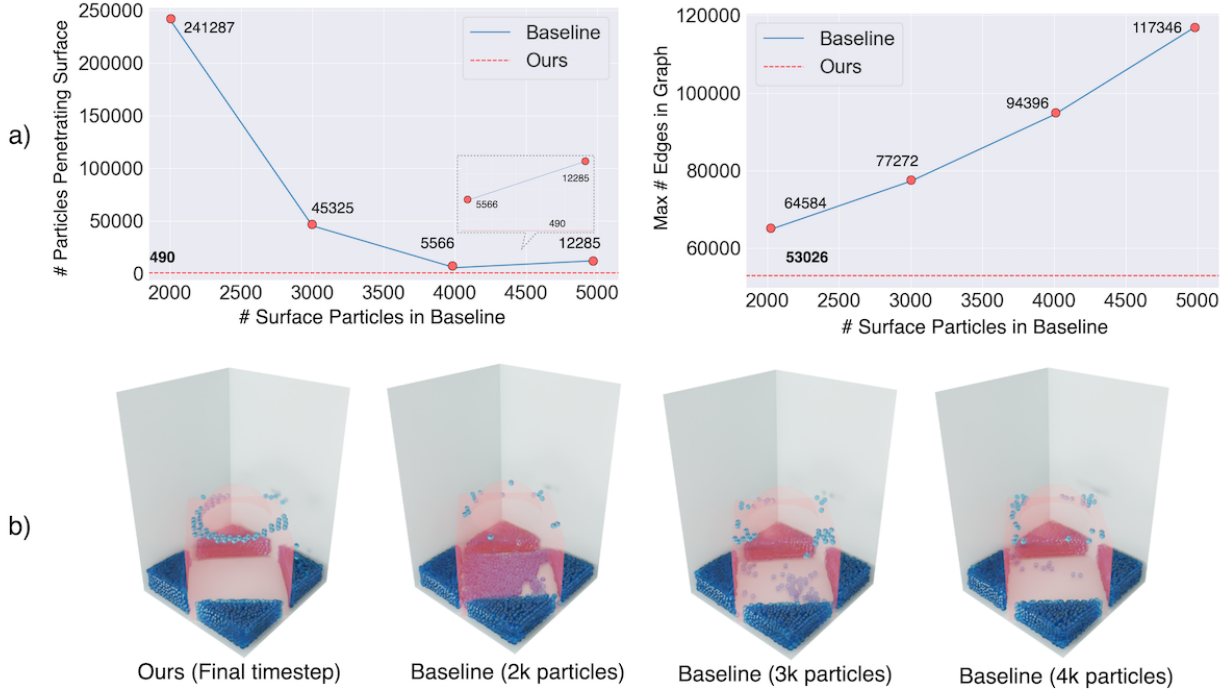 a)
# Particles Penetrating Surface
250000
200000
150000
100000
50000
0
241287
45325
5566
12285
490
5566
12285
490
Baseline
Ours
2000 2500 3000 3500 4000 4500 5000
# Surface Particles in Baseline
Max # Edges in Graph
120000
100000
80000
60000
Baseline
Ours
117346
94396
77272
64584
53026
2000 2500 3000 3500 4000 4500 5000
# Surface Particles in Baseline
b)
Ours (Final timestep)
Baseline (2k particles)
Baseline (3k particles)
Baseline (4k particles)